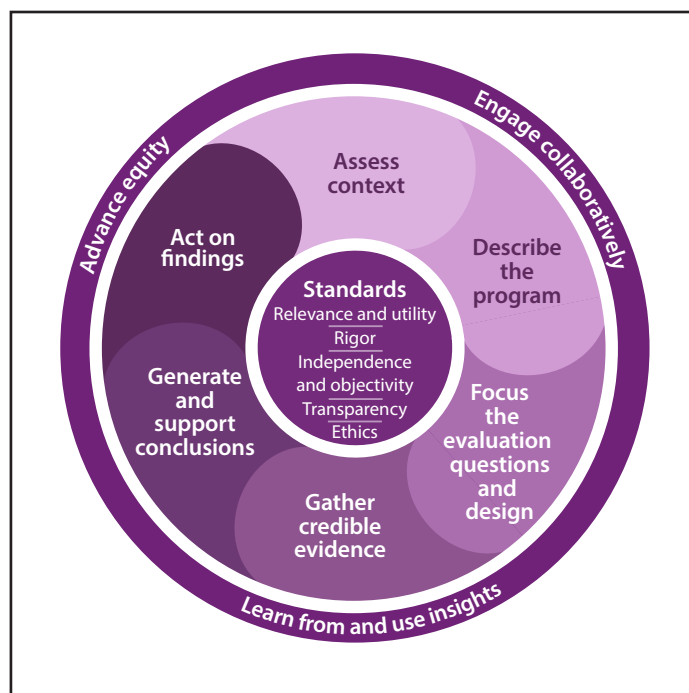 Advance equity
Engage collaboratively
Assess
context
Describe
the
program
Focus
the
evaluation
questions
and
design
Gather
credible
evidence
Generate
and
support
conclusions
Act on
findings
Standards
Relevance and utility
Rigor
Independence
and objectivity
Transparency
Ethics
Learn from and use insights